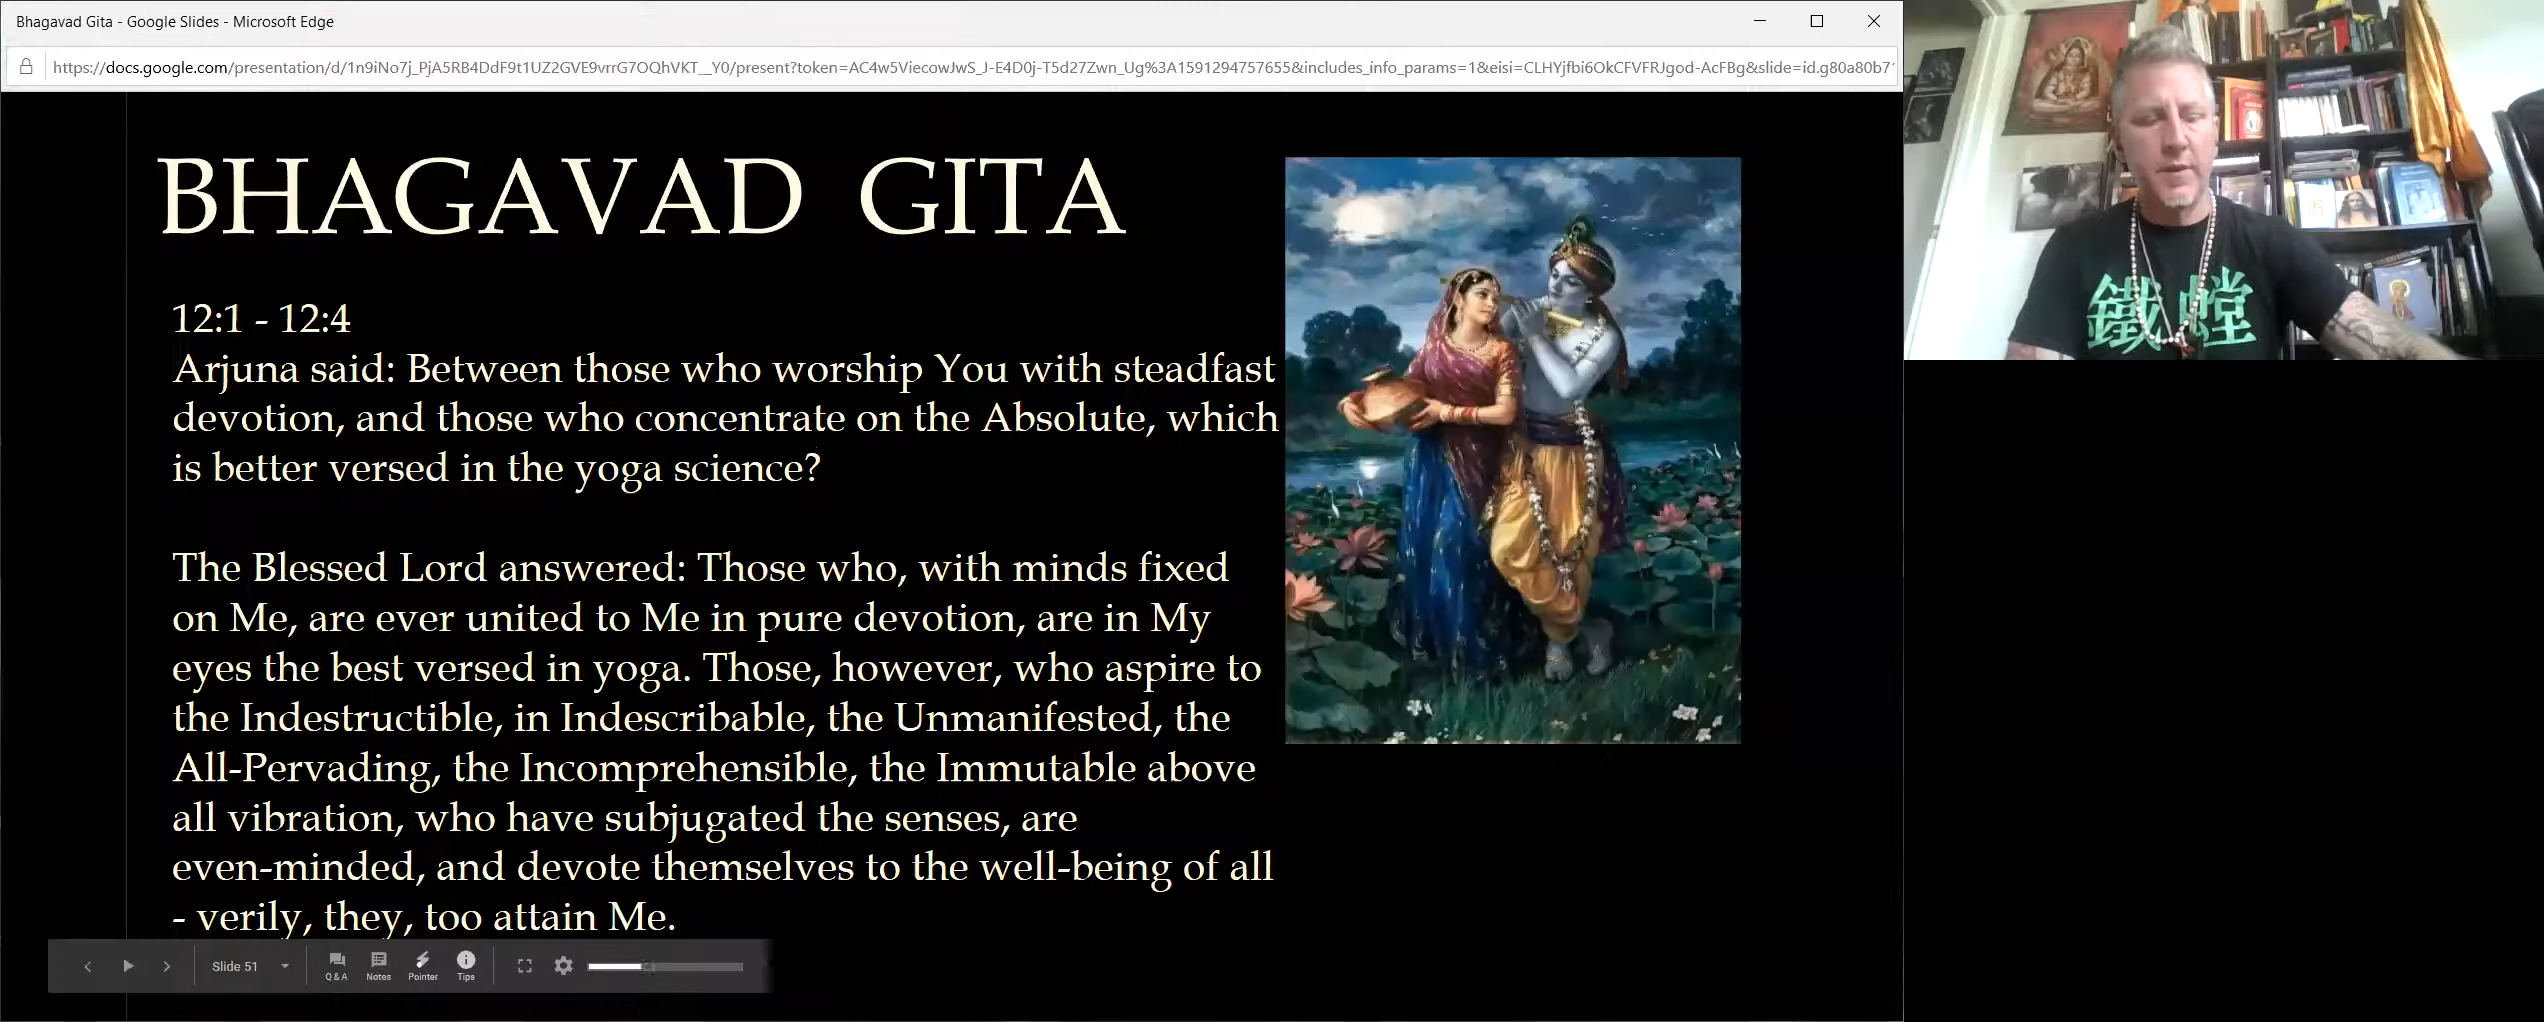 Bhagavad Gita - Google Slides - Microsoft Edge
https://docs.google.com/presentation/d/1n9iNo7j_PjA5RB4DdF9t1UZ2GVE9vrrG7OQhVKT__Y0/present?token=AC4w5ViecowJwS_J-E4D0j-T5d27Zwn_Ug%3A1591294757655&includes_info_params=1&eisi=CLHYjfbi6OkCFVFRJgod-AcFBg&slide=id.g80a80b7
BHAGAVAD GITA
12:1 - 12:4
Arjuna said: Between those who worship You with steadfast
devotion, and those who concentrate on the Absolute, which
is better versed in the yoga science?
The Blessed Lord answered: Those who, with minds fixed
on Me, are ever united to Me in pure devotion, are in My
eyes the best versed in yoga. Those, however, who aspire to
the Indestructible, in Indescribable, the Unmanifested, the
All-Pervading, the Incomprehensible, the Immutable above
all vibration, who have subjugated the senses, are
even-minded, and devote themselves to the well-being of all
- verily, they, too attain Me.
Slide 51
Q & A Notes Pointer Tips
鐵螳